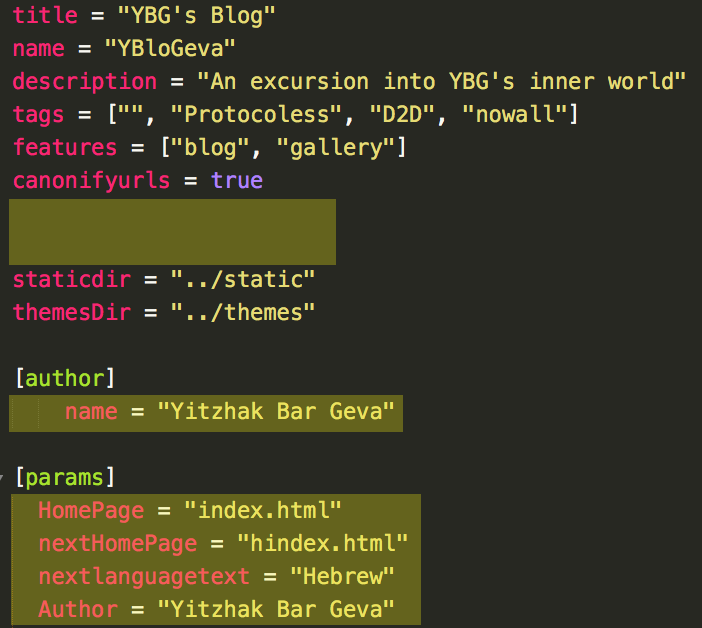 title = "YBG's Blog"
name = "YBloGeva"
description = "An excursion into YBG's inner world"
tags = ["", "Protocoless", "D2D", "nowall"]
features = ["blog", "gallery"]
canonifyurls = true
staticdir = "../static"
themesDir = "../themes"
[author]
name = "Yitzhak Bar Geva"
[params]
HomePage = "index.html"
nextHomePage = "hindex.html"
nextlanguagetext = "Hebrew"
Author = "Yitzhak Bar Geva"